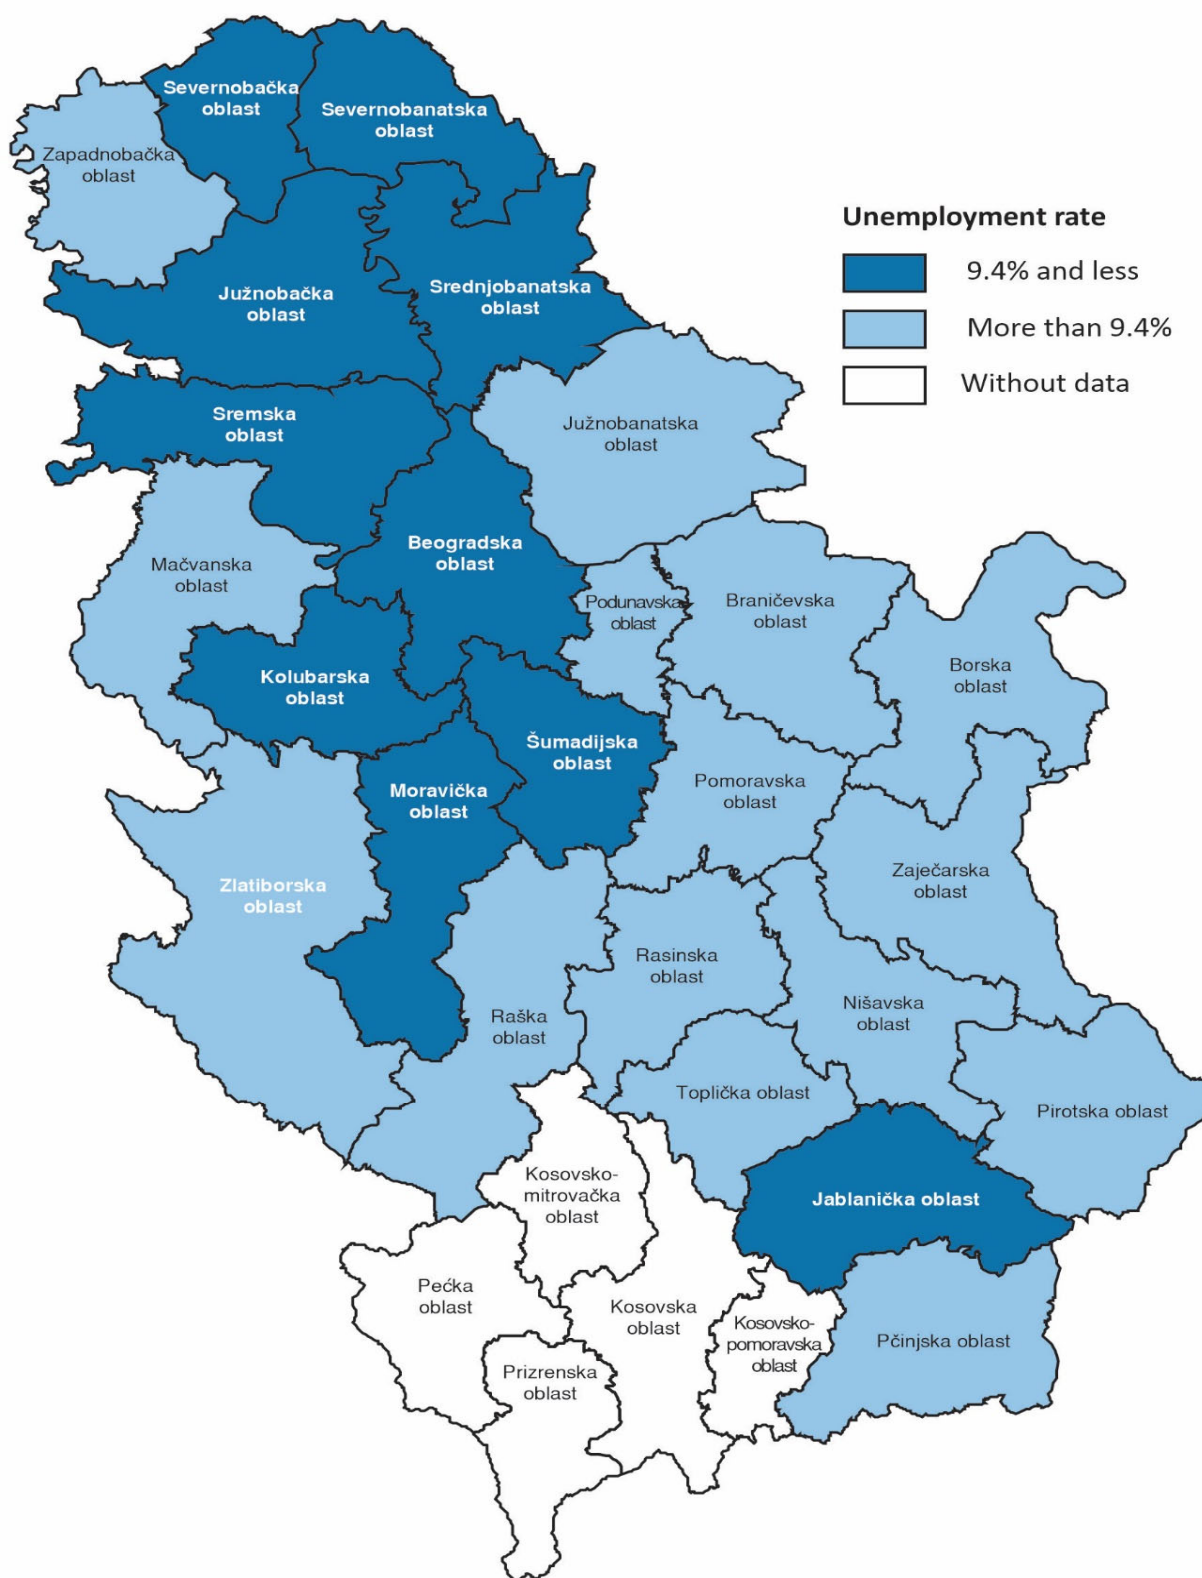 Severnobačka
oblast
Severnobanatska
oblast
Zapadnobačka
oblast
Unemployment rate
9.4% and less
More than 9.4%
Without data
Južnobačka
oblast
Srednjobanatska
oblast
Sremska
oblast
Južnobanatska
oblast
Mačvanska
oblast
Beogradska
oblast
Podunavska
oblast
Braničevska
oblast
Borska
oblast
Kolubarska
oblast
Šumadijska
oblast
Moravička
oblast
Pomoravska
oblast
Zaječarska
oblast
Zlatiborska
oblast
Rasinska
oblast
Nišavska
oblast
Raška
oblast
Toplička oblast
Pirotska oblast
Kosovsko-
mitrovačka
oblast
Jablanička oblast
Pećka
oblast
Kosovska
oblast
Kosovsko-
pomoravska
oblast
Pčinjska oblast
Prizrenska
oblast